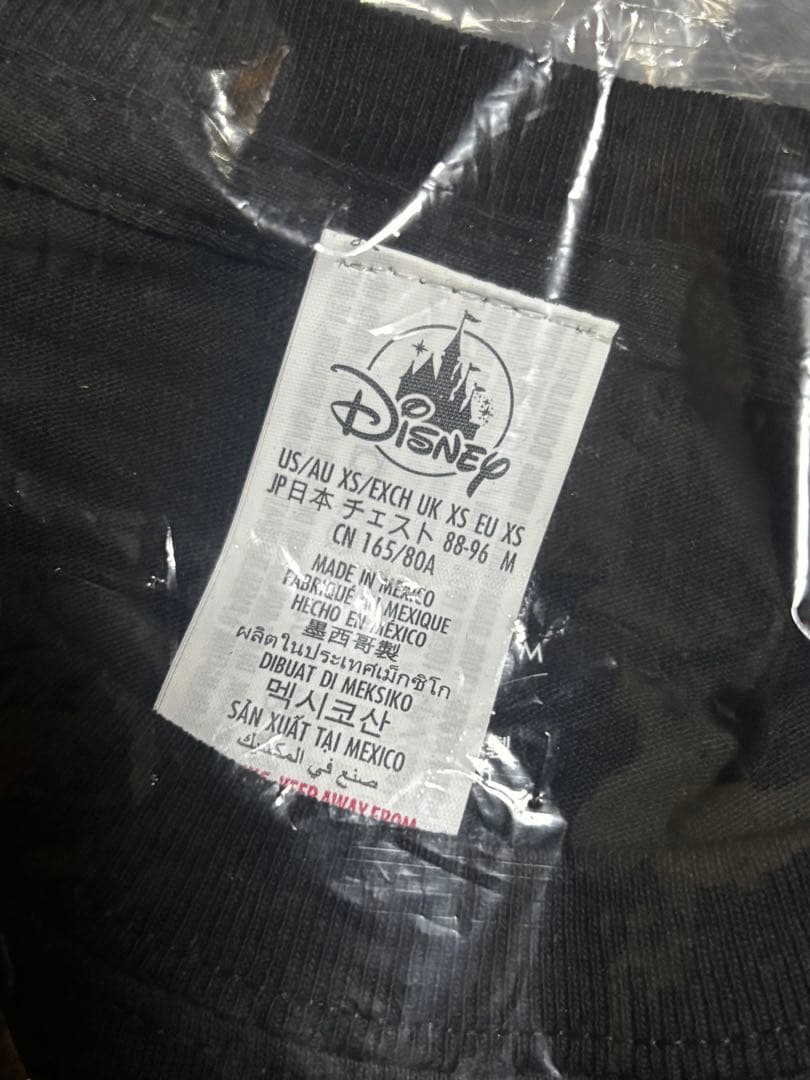 Disney
US/AU XS/EXCH UK XS EU XS
JP日本 チェスト 88-96 M
CN 165/80A
MADE IN MEXICO
FABRIQUÉ AU MEXIQUE
HECHO EN MÉXICO
墨西哥製
ผลิตในประเทศเม็กซิโก
DIBUAT DI MEKSIKO
멕시코산
SẢN XUẤT TẠI MEXICO
صنع في المكسيك
KEEP AWAY FROM